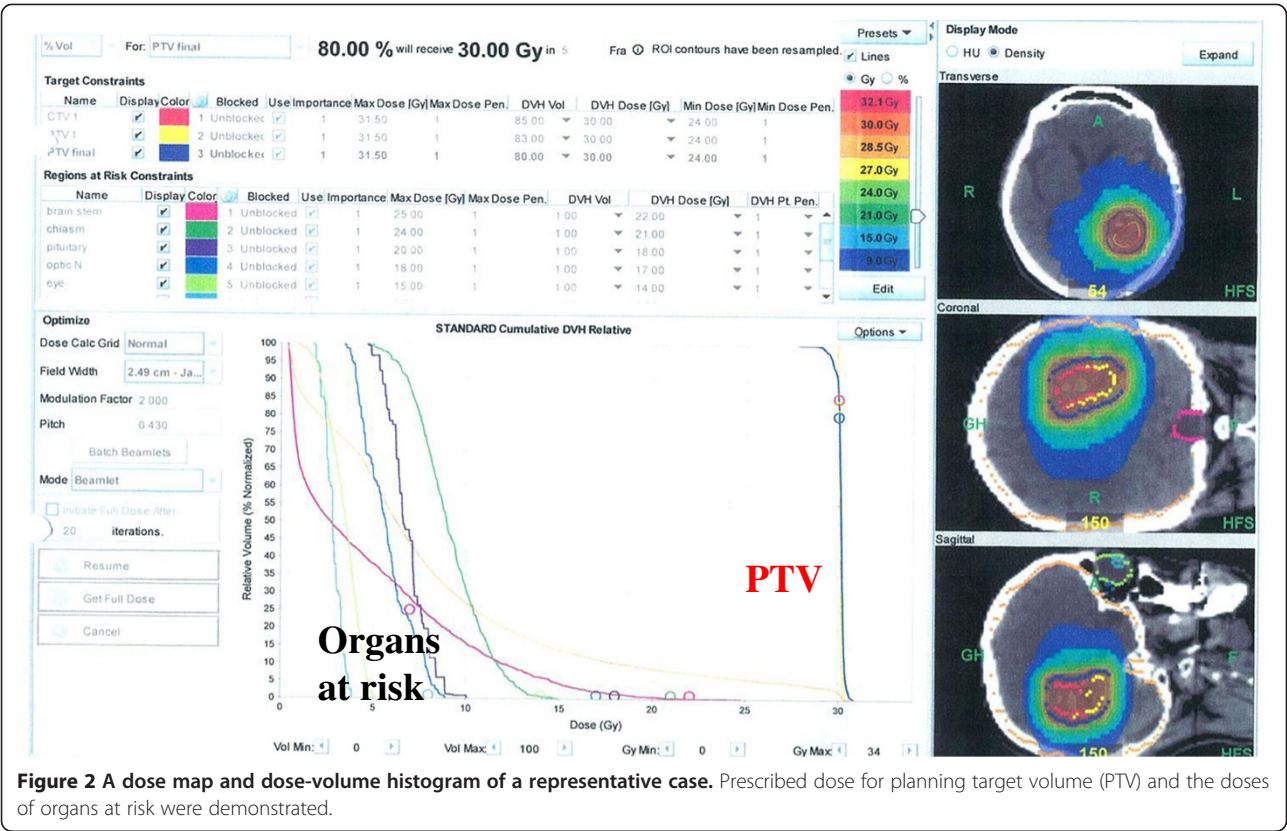 % Vol For: PTV final 80.00 % will receive 30.00 Gy in 5 Fra ROI contours have been resampled.
Target Constraints
Name Display Color Blocked Use Importance Max Dose [Gy] Max Dose Pen. DVH Vol DVH Dose [Gy] Min Dose [Gy] Min Dose Pen.
CTV 1 1 Unblocked 1 31.50 1 85.00 30.00 24.00 1
TV 1 2 Unblocked 1 31.50 1 83.00 30.00 24.00 1
PTV final 3 Unblocked 1 31.50 1 80.00 30.00 24.00 1
Regions at Risk Constraints
Name Display Color Blocked Use Importance Max Dose [Gy] Max Dose Pen. DVH Vol DVH Dose [Gy] DVH Pt. Pen.
brain stem 1 Unblocked 1 25.00 1 1.00 22.00 1
chiasm 2 Unblocked 1 24.00 1 1.00 21.00 1
pituitary 3 Unblocked 1 20.00 1 1.00 18.00 1
optic N 4 Unblocked 1 18.00 1 1.00 17.00 1
eye 5 Unblocked 1 15.00 1 1.00 14.00 1
Presets
Lines
Gy %
32.1 Gy
30.0 Gy
28.5 Gy
27.0 Gy
24.0 Gy
21.0 Gy
15.0 Gy
9.0 Gy
Edit
Display Mode
HU Density Expand
Transverse
A
R L
54
HFS
Coronal
GH
R
150
HFS
Sagittal
A
GH F
150
HFS
Optimize
Dose Calc Grid Normal
Field Width 2.49 cm - Ja...
Modulation Factor 2.000
Pitch 0.430
Batch Beamlets
Mode Beamlet
Initiate Full Dose After
20 iterations.
Resume
Get Full Dose
Cancel
STANDARD Cumulative DVH Relative
Options
Relative Volume (% Normalized)
100
95
90
85
80
75
70
65
60
55
50
45
40
35
30
25
20
15
10
5
0
PTV
Organs
at risk
0 5 10 15 20 25 30
Dose (Gy)
Vol Min: 0 Vol Max: 100 Gy Min: 0 Gy Max: 34
Figure 2 A dose map and dose-volume histogram of a representative case. Prescribed dose for planning target volume (PTV) and the doses
of organs at risk were demonstrated.